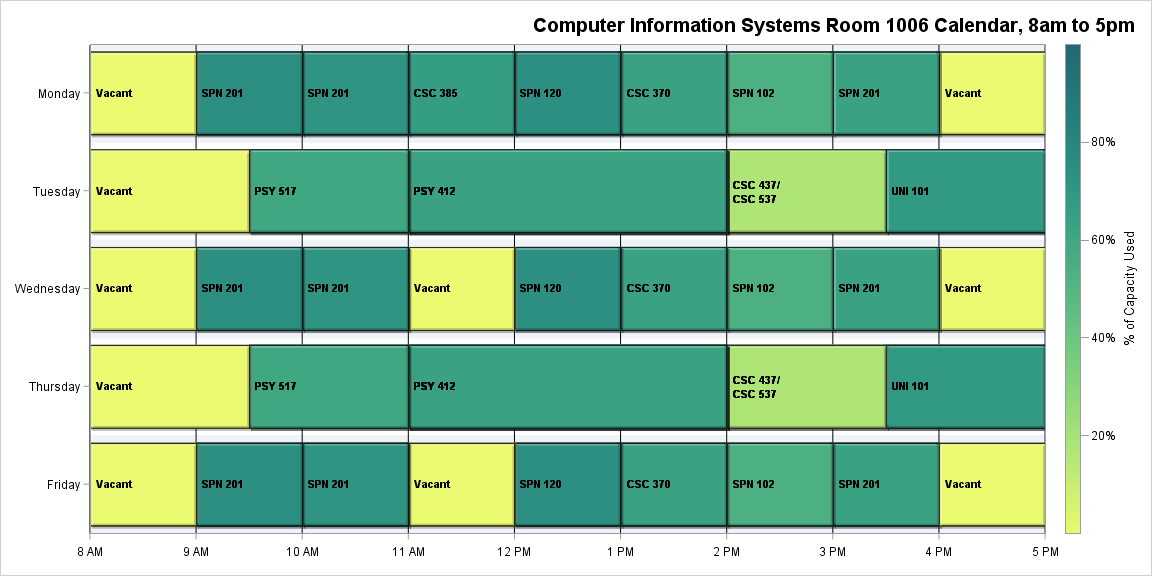 Computer Information Systems Room 1006 Calendar, 8am to 5pm
Monday
Vacant
SPN 201
SPN 201
CSC 385
SPN 120
CSC 370
SPN 102
SPN 201
Vacant
Tuesday
Vacant
PSY 517
PSY 412
CSC 437/
CSC 537
UNI 101
Wednesday
Vacant
SPN 201
SPN 201
Vacant
SPN 120
CSC 370
SPN 102
SPN 201
Vacant
Thursday
Vacant
PSY 517
PSY 412
CSC 437/
CSC 537
UNI 101
Friday
Vacant
SPN 201
SPN 201
Vacant
SPN 120
CSC 370
SPN 102
SPN 201
Vacant
8 AM
9 AM
10 AM
11 AM
12 PM
1 PM
2 PM
3 PM
4 PM
5 PM
80%
60%
40%
20%
% of Capacity Used